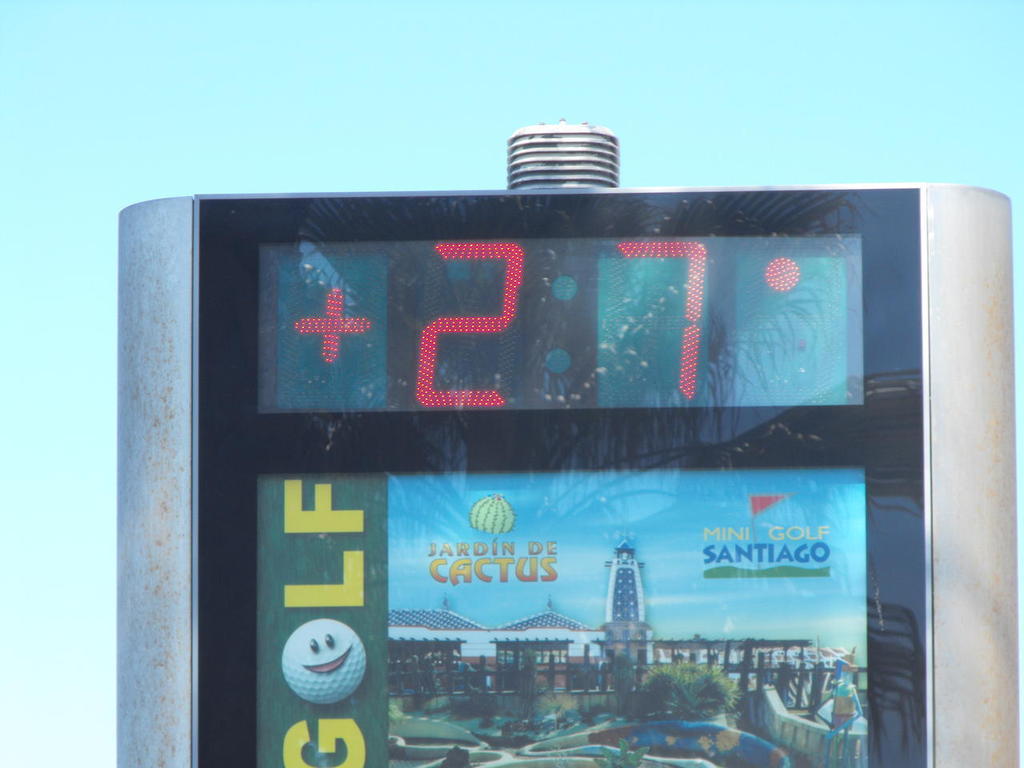 +27°
GOLF
JARDÍN DE
CACTUS
MINI GOLF
SANTIAGO